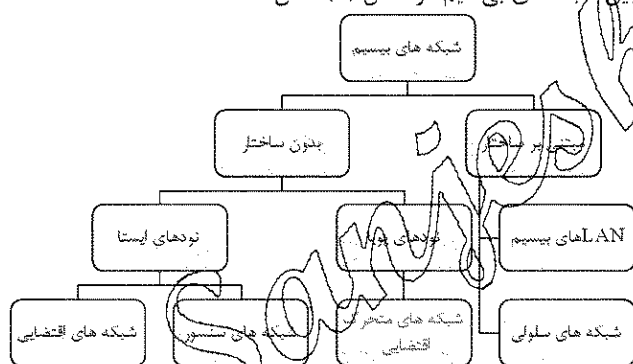 شبکه های بیسیم
مبتنی بر ساختار
بدون ساختار
LANهای بیسیم
نودهای پویا
نودهای ایستا
شبکه های سلولی
شبکه های متحرک
اقتضایی
شبکه های سنسور
شبکه های اقتضایی